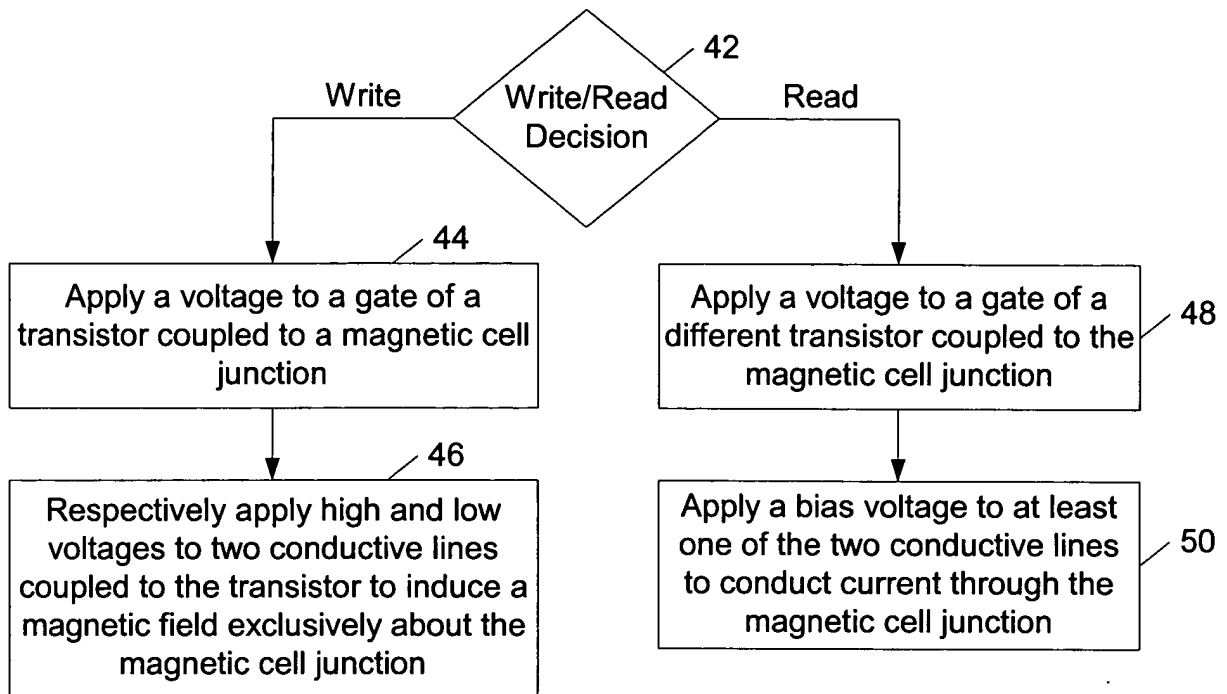 42
Write
Write/Read
Decision
Read
44
Apply a voltage to a gate of a
transistor coupled to a magnetic cell
junction
46
Respectively apply high and low
voltages to two conductive lines
coupled to the transistor to induce a
magnetic field exclusively about the
magnetic cell junction
Apply a voltage to a gate of a
different transistor coupled to the
magnetic cell junction
48
Apply a bias voltage to at least
one of the two conductive lines
to conduct current through the
magnetic cell junction
50